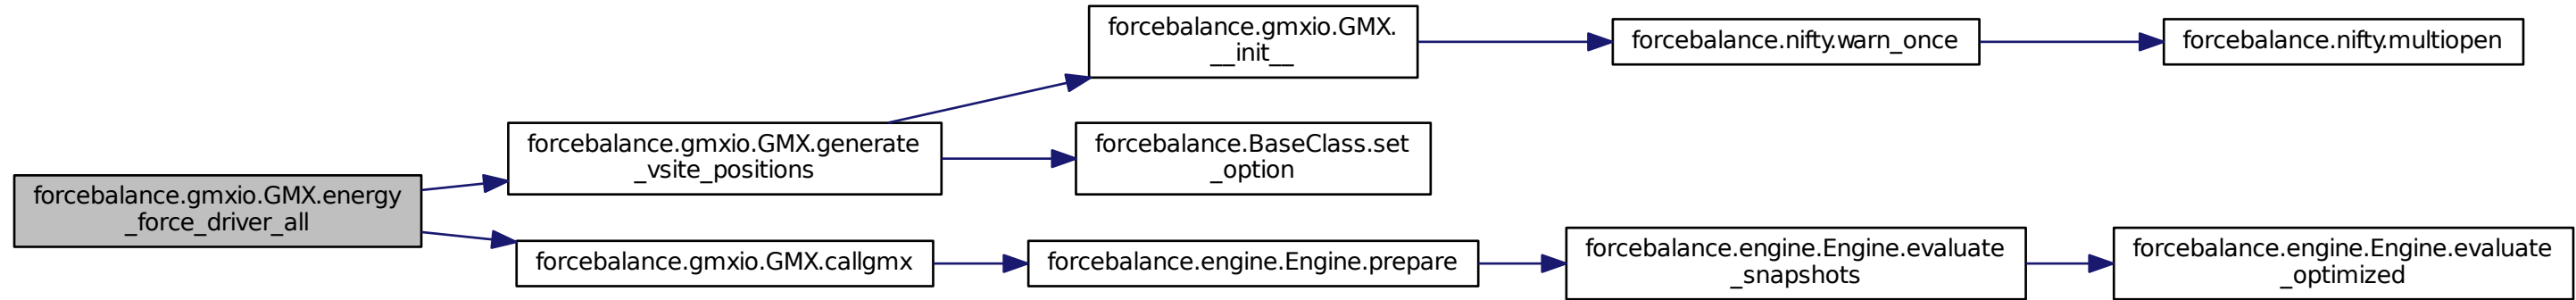 forcebalance.gmxio.GMX.energy
_force_driver_all
forcebalance.gmxio.GMX.generate
_vsite_positions
forcebalance.gmxio.GMX.callgmx
forcebalance.gmxio.GMX.
__init__
forcebalance.BaseClass.set
_option
forcebalance.engine.Engine.prepare
forcebalance.nifty.warn_once
forcebalance.engine.Engine.evaluate
_snapshots
forcebalance.nifty.multiopen
forcebalance.engine.Engine.evaluate
_optimized